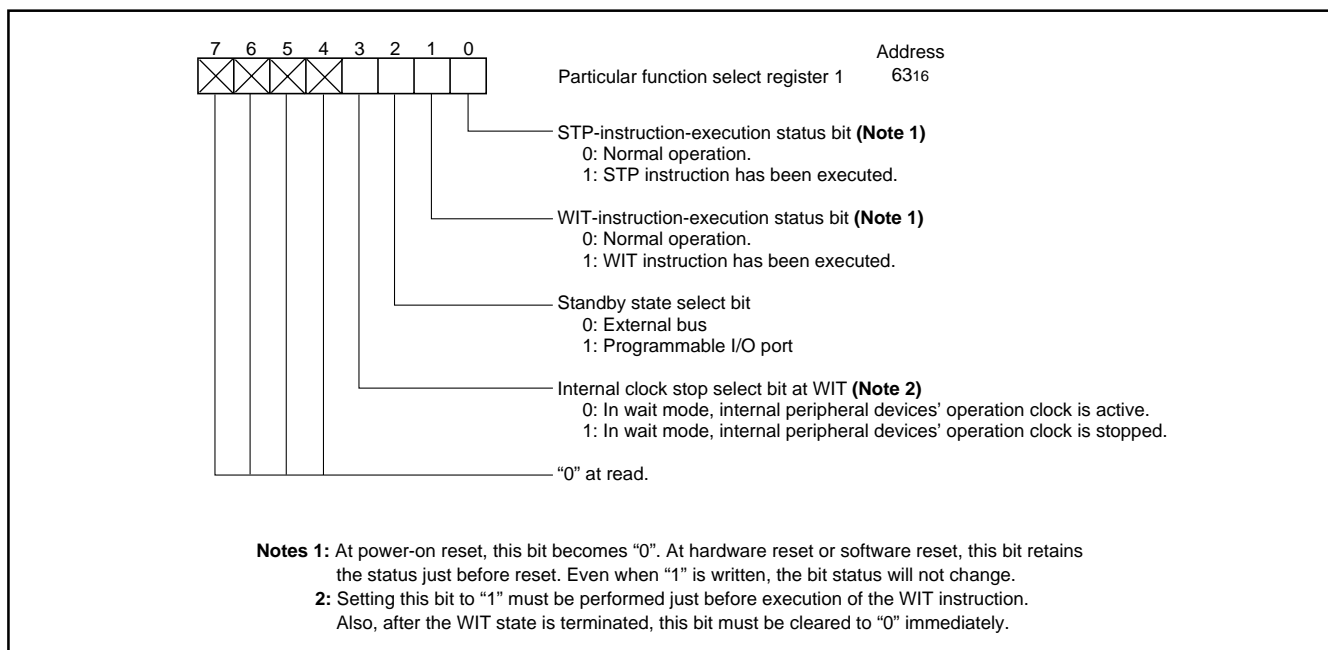 7 6 5 4 3 2 1 0
Address
Particular function select register 1 6316
STP-instruction-execution status bit (Note 1)
0: Normal operation.
1: STP instruction has been executed.
WIT-instruction-execution status bit (Note 1)
0: Normal operation.
1: WIT instruction has been executed.
Standby state select bit
0: External bus
1: Programmable I/O port
Internal clock stop select bit at WIT (Note 2)
0: In wait mode, internal peripheral devices’ operation clock is active.
1: In wait mode, internal peripheral devices’ operation clock is stopped.
“0” at read.
Notes 1: At power-on reset, this bit becomes “0”. At hardware reset or software reset, this bit retains
the status just before reset. Even when “1” is written, the bit status will not change.
2: Setting this bit to “1” must be performed just before execution of the WIT instruction.
Also, after the WIT state is terminated, this bit must be cleared to “0” immediately.